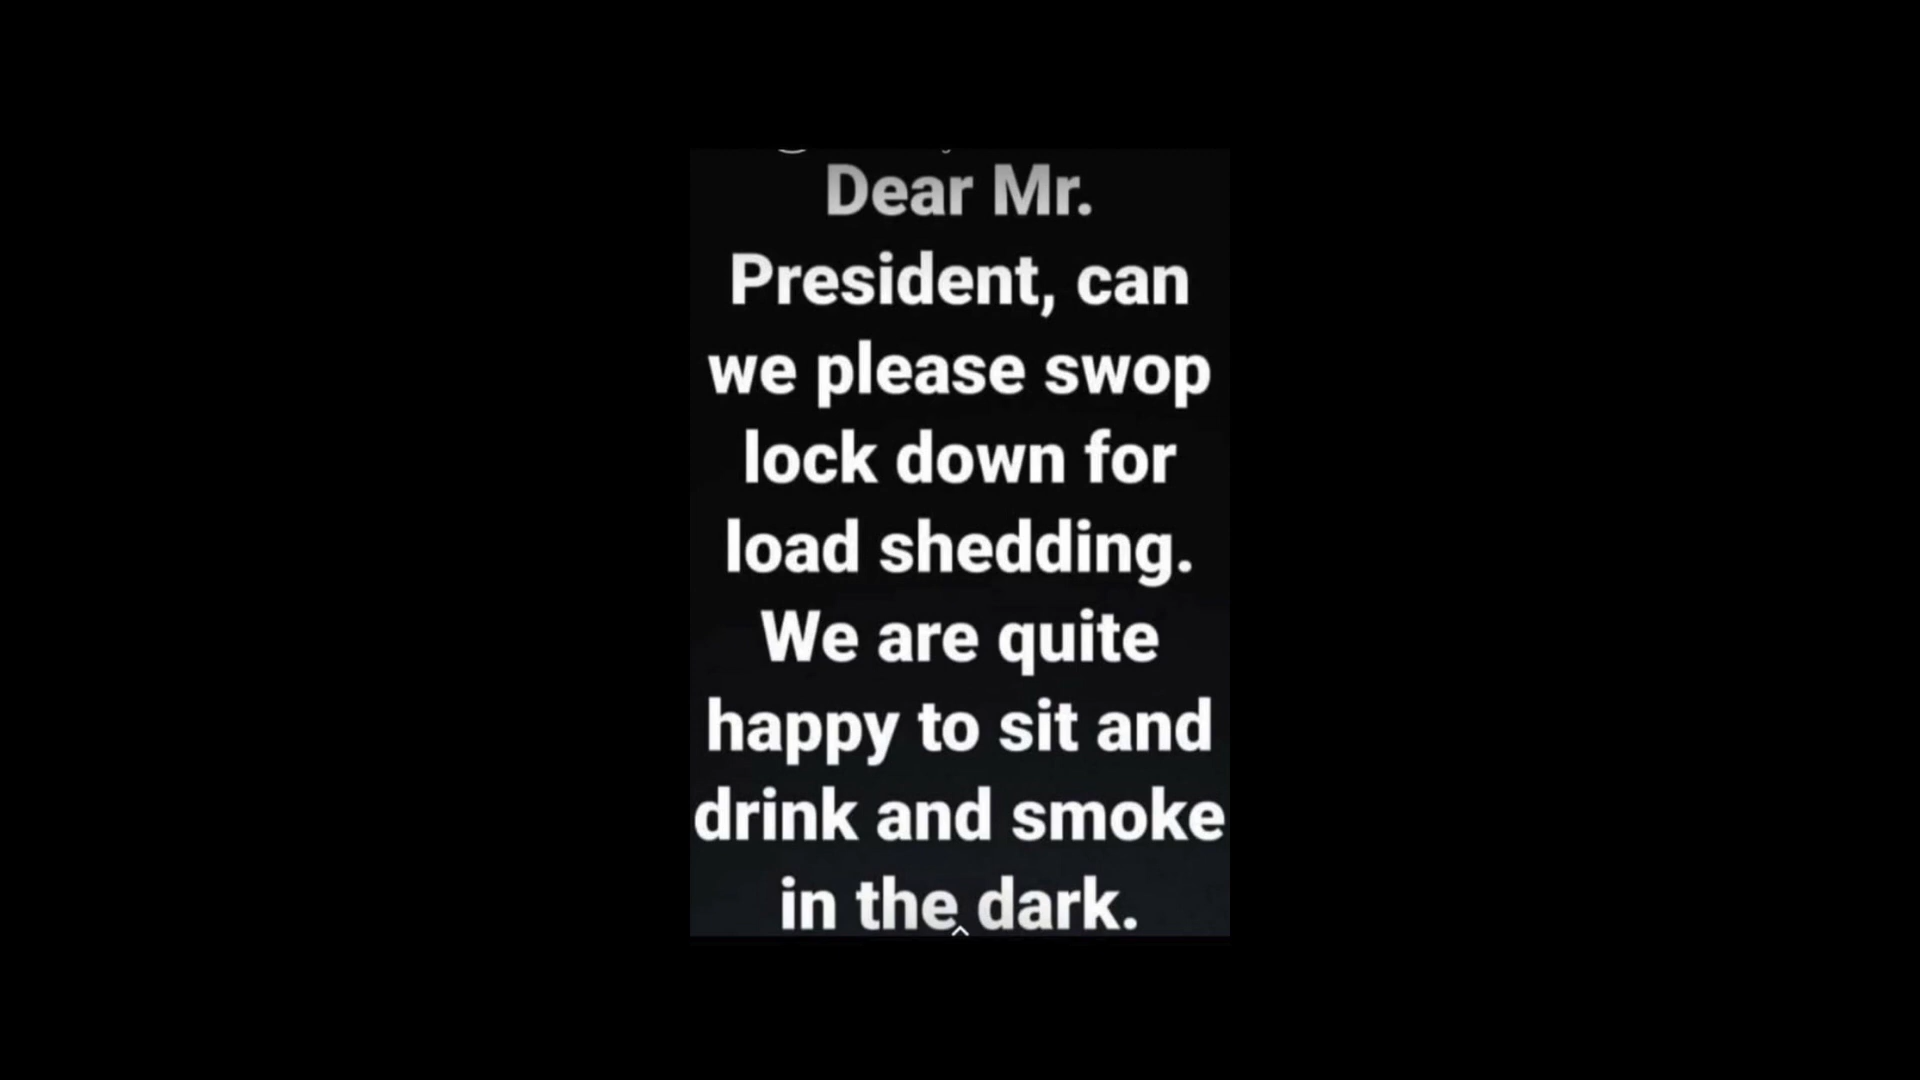 Dear Mr.
President, can
we please swop
lock down for
load shedding.
We are quite
happy to sit and
drink and smoke
in the dark.